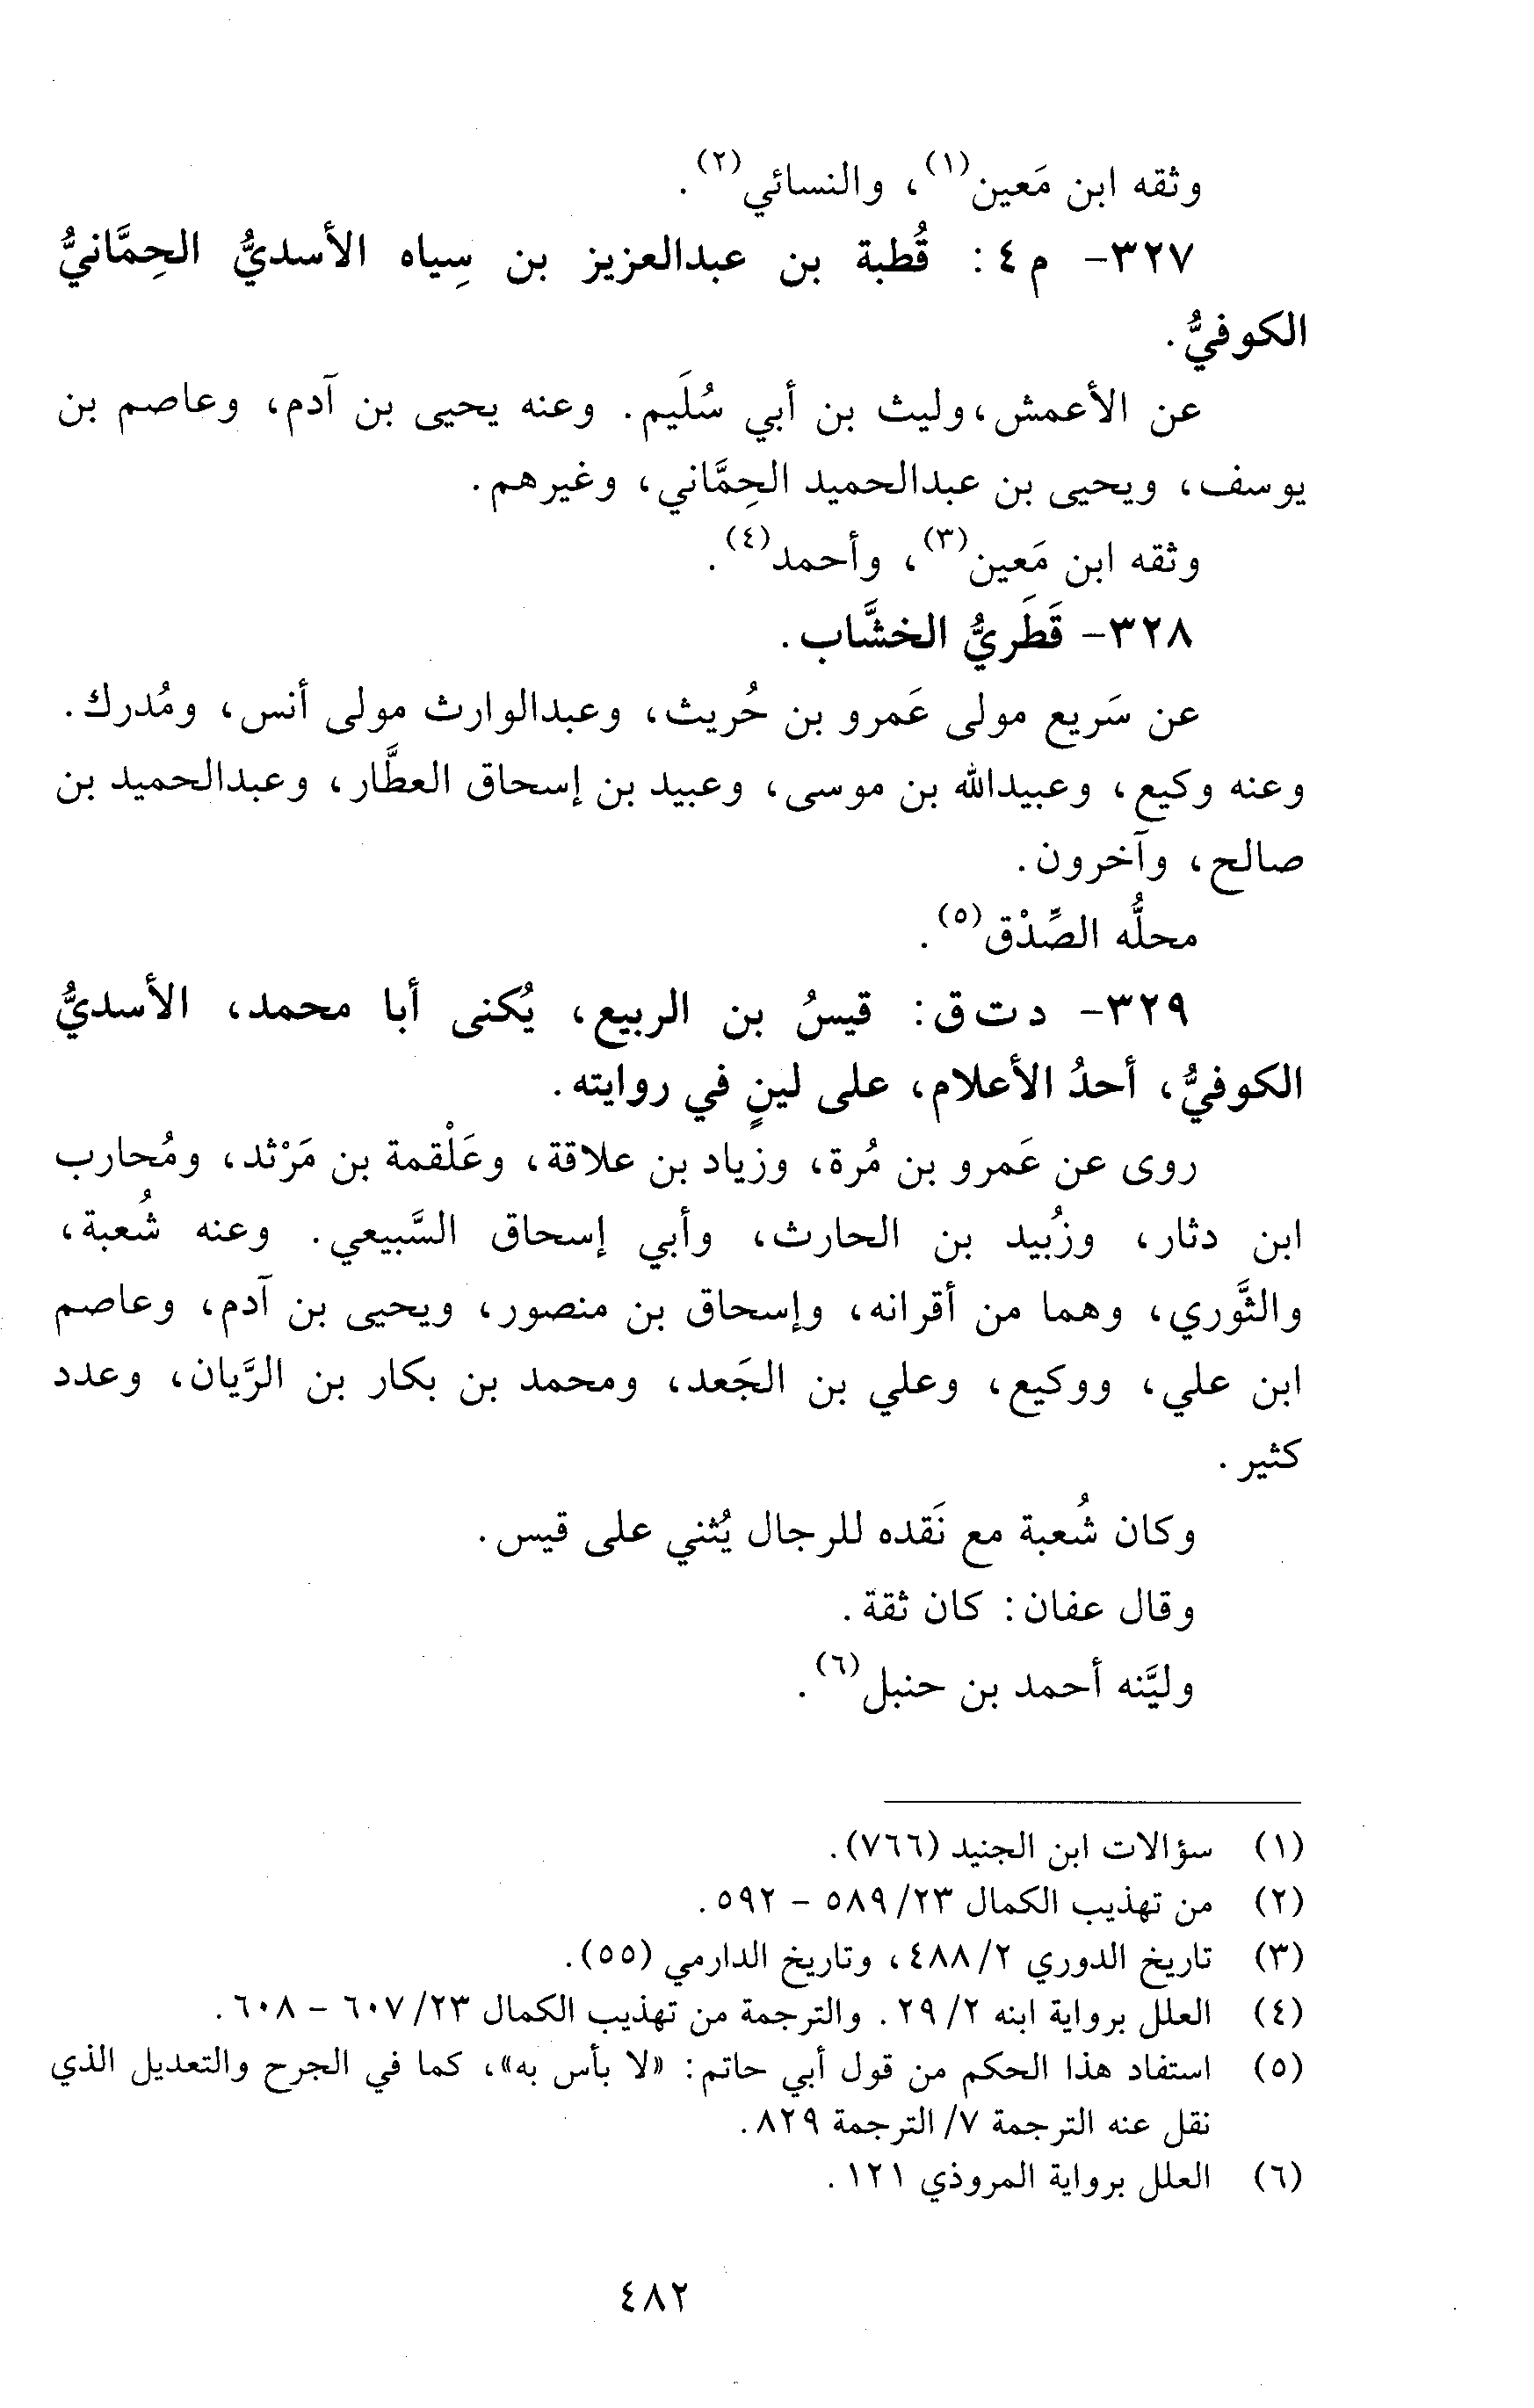 وثقه ابن مَعين(١)، والنسائي(٢).
٣٢٧- م ٤: قُطبة بن عبدالعزيز بن سِياه الأسديُّ الحِمَّانيُّ
الكوفيُّ.
عن الأعمش، وليث بن أبي سُلَيم. وعنه يحيى بن آدم، وعاصم بن
يوسف، ويحيى بن عبدالحميد الحِمَّاني، وغيرهم.
وثقه ابن مَعين(٣)، وأحمد(٤).
٣٢٨- قَطَريُّ الخشَّاب.
عن سَريع مولى عَمرو بن حُريث، وعبدالوارث مولى أنس، ومُدرك.
وعنه وكيع، وعبيدالله بن موسى، وعبيد بن إسحاق العطَّار، وعبدالحميد بن
صالح، وآخرون.
محلُّه الصِّدْق(٥).
٣٢٩- د ت ق: قيسُ بن الربيع، يُكنى أبا محمد، الأسديُّ
الكوفيُّ، أحدُ الأعلام، على لينٍ في روايته.
روى عن عَمرو بن مُرة، وزياد بن علاقة، وعَلْقمة بن مَرْثد، ومُحارب
ابن دثار، وزُبيد بن الحارث، وأبي إسحاق السَّبيعي. وعنه شُعبة،
والثَّوري، وهما من أقرانه، وإسحاق بن منصور، ويحيى بن آدم، وعاصم
ابن علي، ووكيع، وعلي بن الجَعد، ومحمد بن بكار بن الرَّيان، وعدد
كثير.
وكان شُعبة مع نَقده للرجال يُثني على قيس.
وقال عفان: كان ثقة.
وليَّنه أحمد بن حنبل(٦).
(١) سؤالات ابن الجنيد (٧٦٦).
(٢) من تهذيب الكمال ٢٣/ ٥٨٩ – ٥٩٢.
(٣) تاريخ الدوري ٢/ ٤٨٨، وتاريخ الدارمي (٥٥).
(٤) العلل برواية ابنه ٢/ ٢٩. والترجمة من تهذيب الكمال ٢٣/ ٦٠٧ – ٦٠٨.
(٥) استفاد هذا الحكم من قول أبي حاتم: «لا بأس به»، كما في الجرح والتعديل الذي
نقل عنه الترجمة ٧/ الترجمة ٨٢٩.
(٦) العلل برواية المروذي ١٢١.
٤٨٢